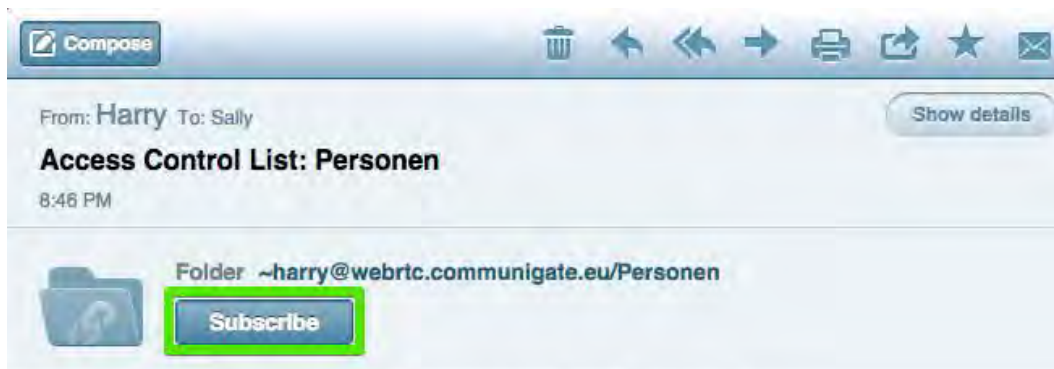 Compose
From: Harry To: Sally
Show details
Access Control List: Personen
8:46 PM
Folder ~harry@webrtc.communigate.eu/Personen
Subscribe